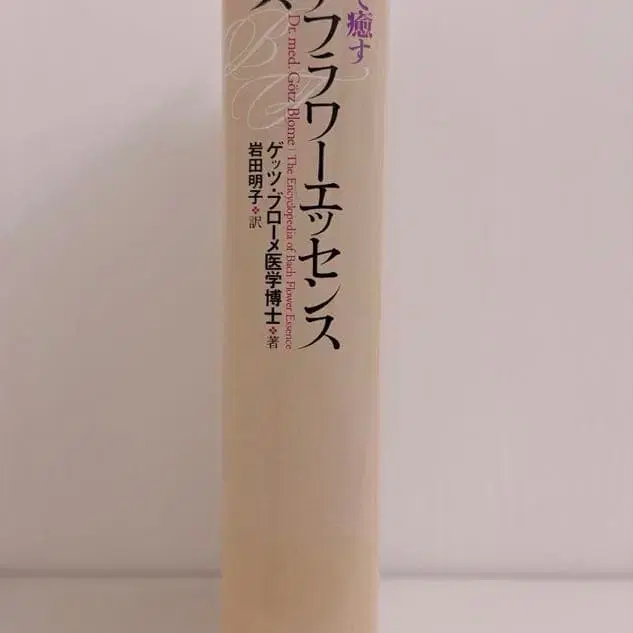 て癒す
フラワーエッセンス
Dr. med. Götz Blome | The Encyclopedia of Bach Flower Essence
ス
ゲッツ・ブローメ医学博士❖著
岩田明子❖訳